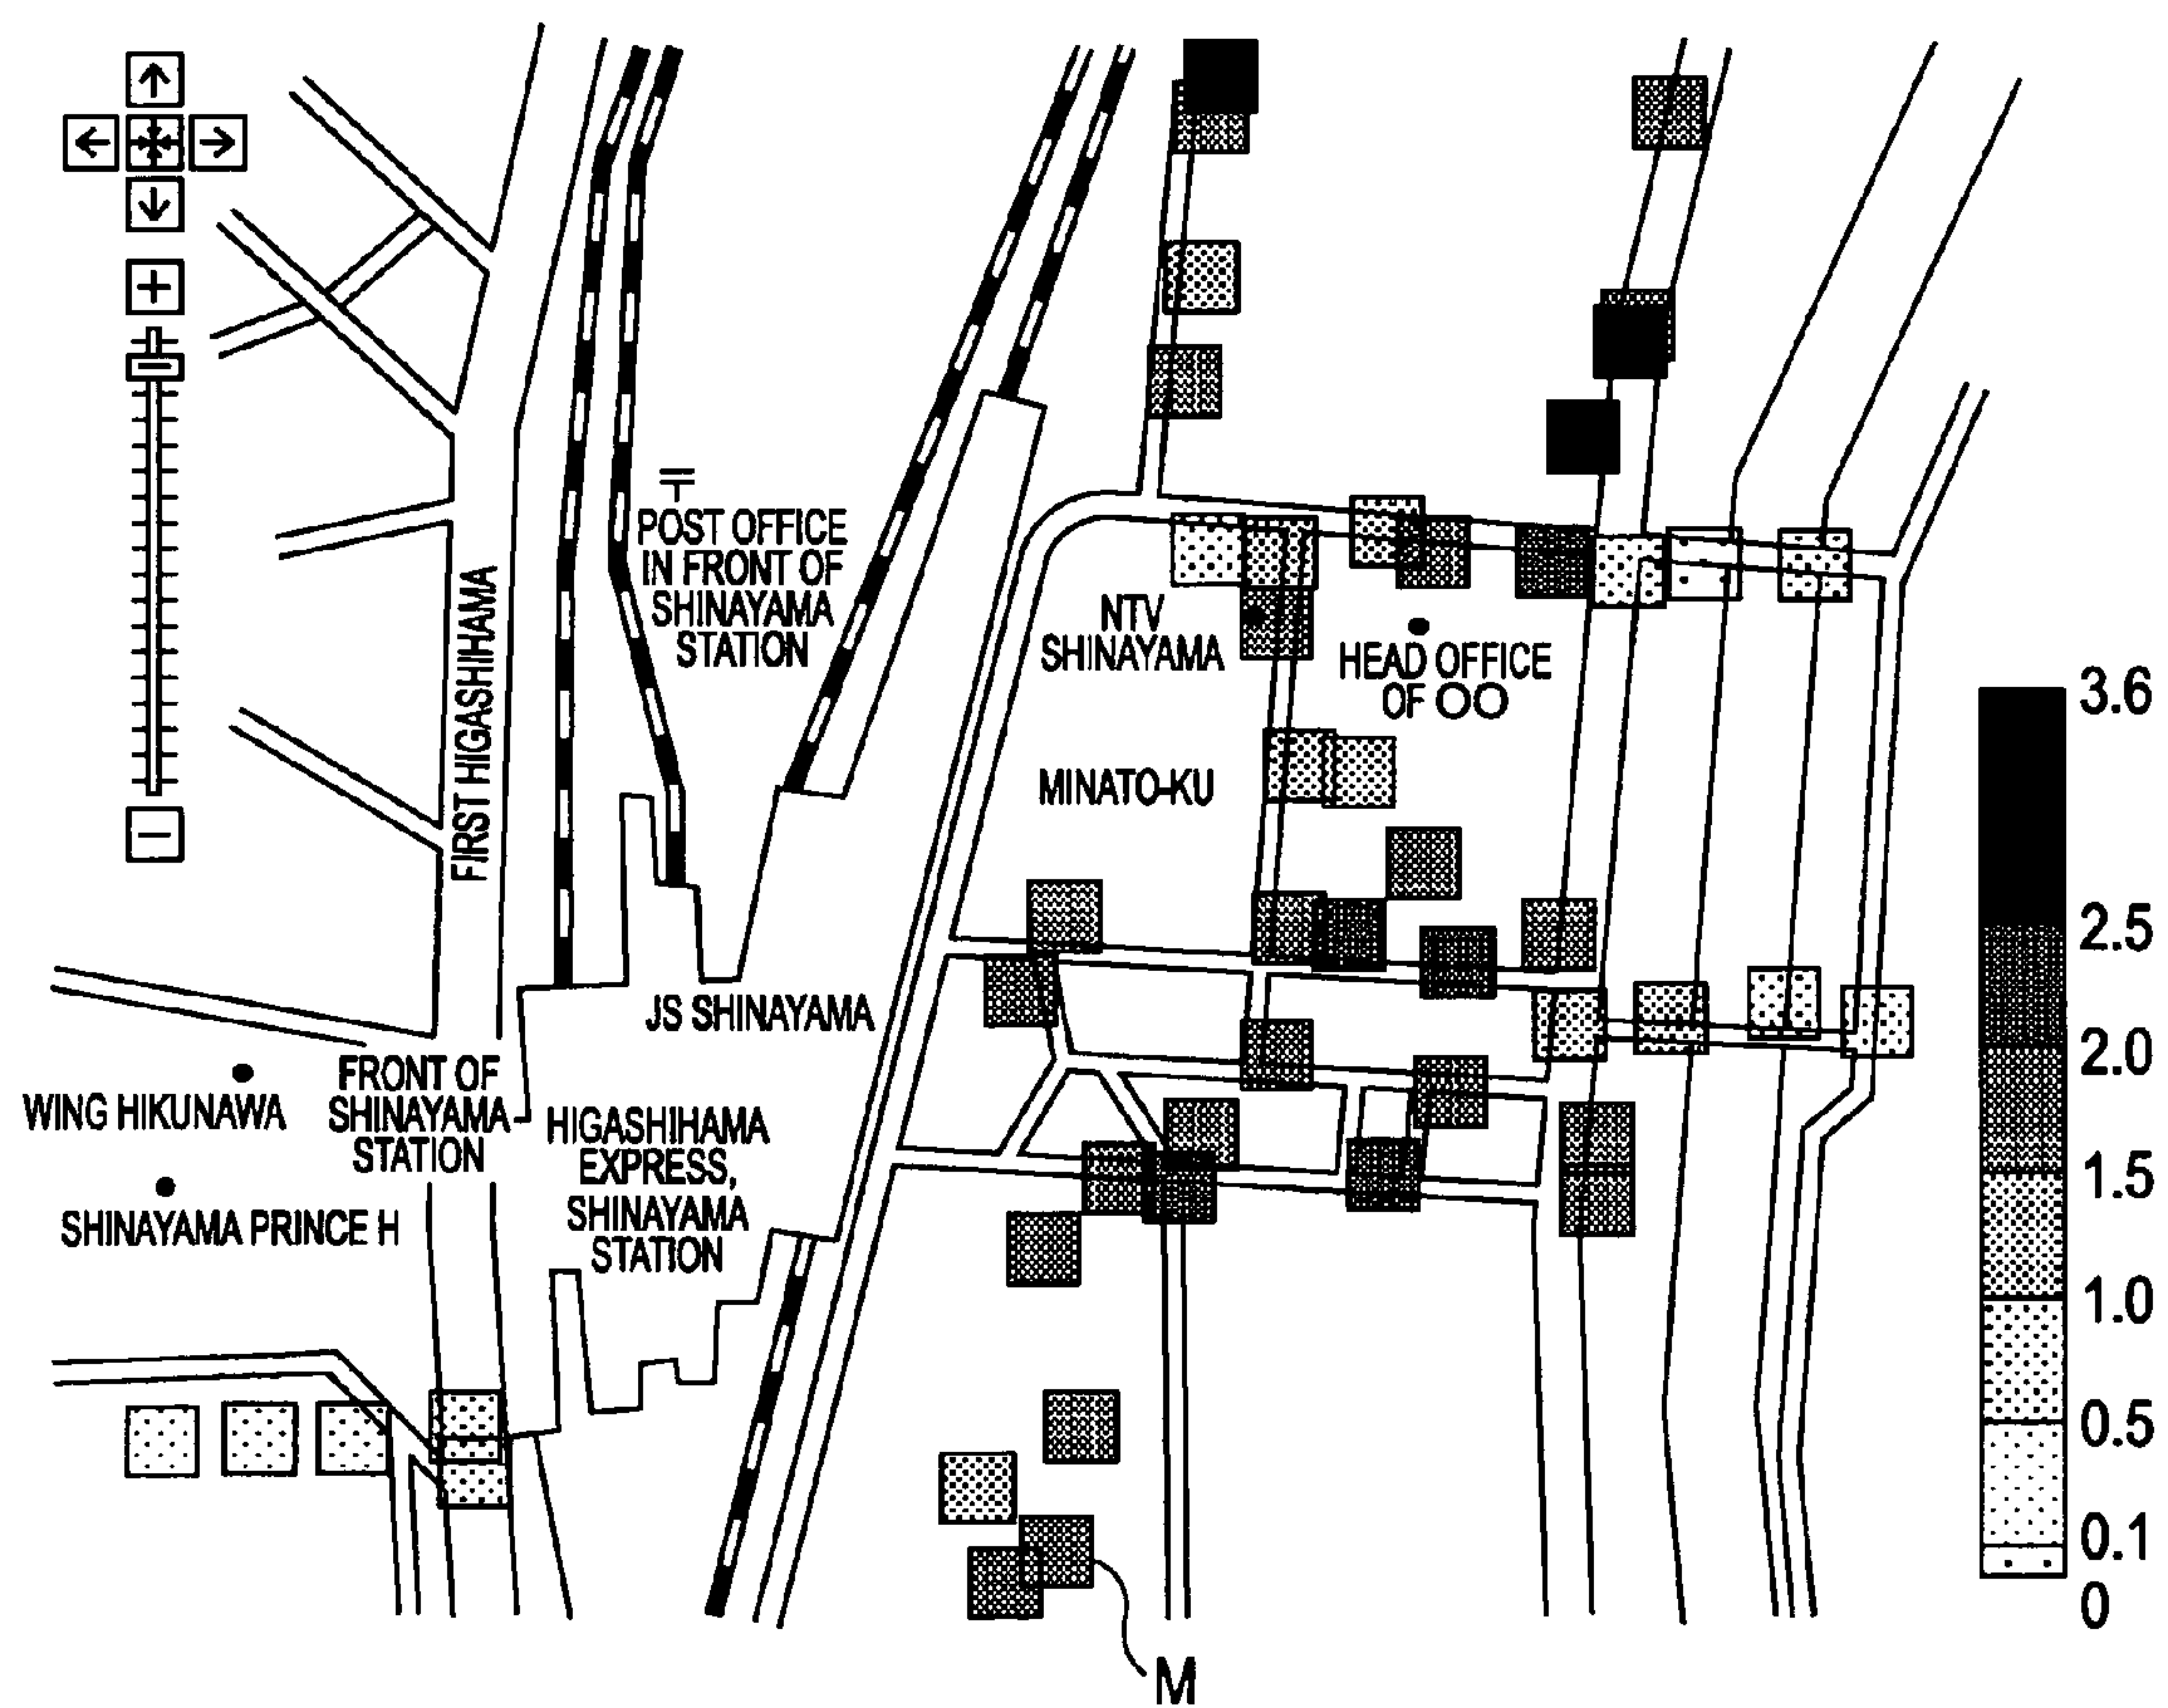 〒
POST OFFICE
IN FRONT OF
SHINAYAMA
STATION
FIRST HIGASHIHAMA
NTV
SHINAYAMA
HEAD OFFICE
OF ○○
MINATO-KU
JS SHINAYAMA
WING HIKUNAWA
FRONT OF
SHINAYAMA
STATION
HIGASHIHAMA
EXPRESS,
SHINAYAMA
STATION
SHINAYAMA PRINCE H
M
3.6
2.5
2.0
1.5
1.0
0.5
0.1
0